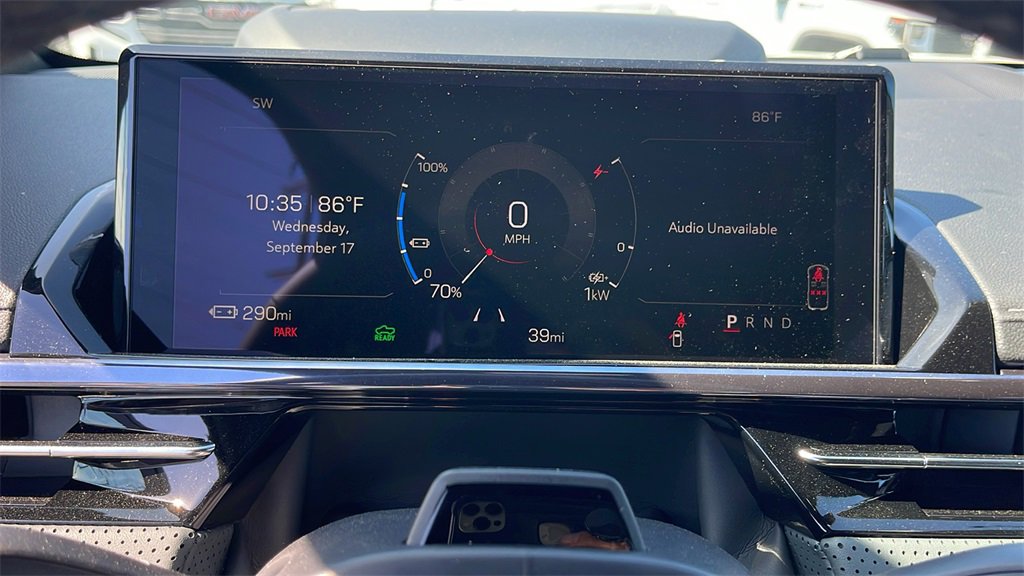 SW
86°F
100%
10:35 86°F
Wednesday,
September 17
0
MPH
Audio Unavailable
0
0
70%
1kW
290mi
PARK
READY
39mi
P R N D